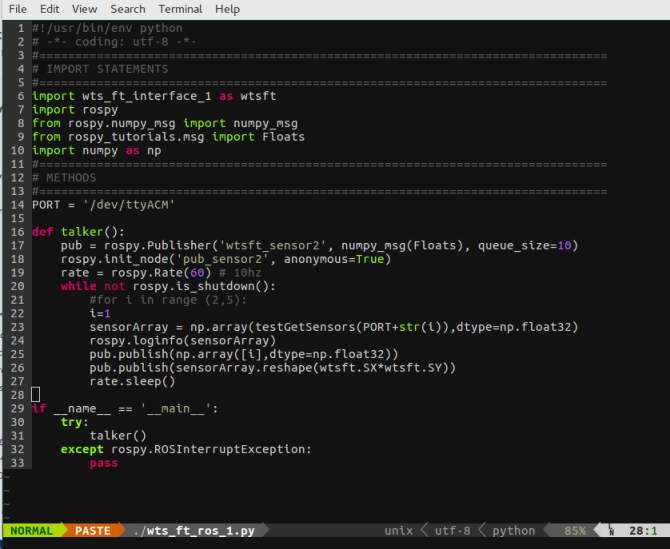 File Edit View Search Terminal Help
1 #!/usr/bin/env python
2 # -*- coding: utf-8 -*-
3 #===============================================================================
4 # IMPORT STATEMENTS
5 #===============================================================================
6 import wts_ft_interface_1 as wtsft
7 import rospy
8 from rospy.numpy_msg import numpy_msg
9 from rospy_tutorials.msg import Floats
10 import numpy as np
11 #===============================================================================
12 # METHODS
13 #===============================================================================
14 PORT = '/dev/ttyACM'
15
16 def talker():
17     pub = rospy.Publisher('wtsft_sensor2', numpy_msg(Floats), queue_size=10)
18     rospy.init_node('pub_sensor2', anonymous=True)
19     rate = rospy.Rate(60) # 10hz
20     while not rospy.is_shutdown():
21         #for i in range (2,5):
22         i=1
23         sensorArray = np.array(testGetSensors(PORT+str(i)),dtype=np.float32)
24         rospy.loginfo(sensorArray)
25         pub.publish(np.array([i],dtype=np.float32))
26         pub.publish(sensorArray.reshape(wtsft.SX*wtsft.SY))
27         rate.sleep()
28
29 if __name__ == '__main__':
30     try:
31         talker()
32     except rospy.ROSInterruptException:
33         pass
~
~
~
~
NORMAL PASTE ./wts_ft_ros_1.py unix utf-8 python 85% LN 28:1